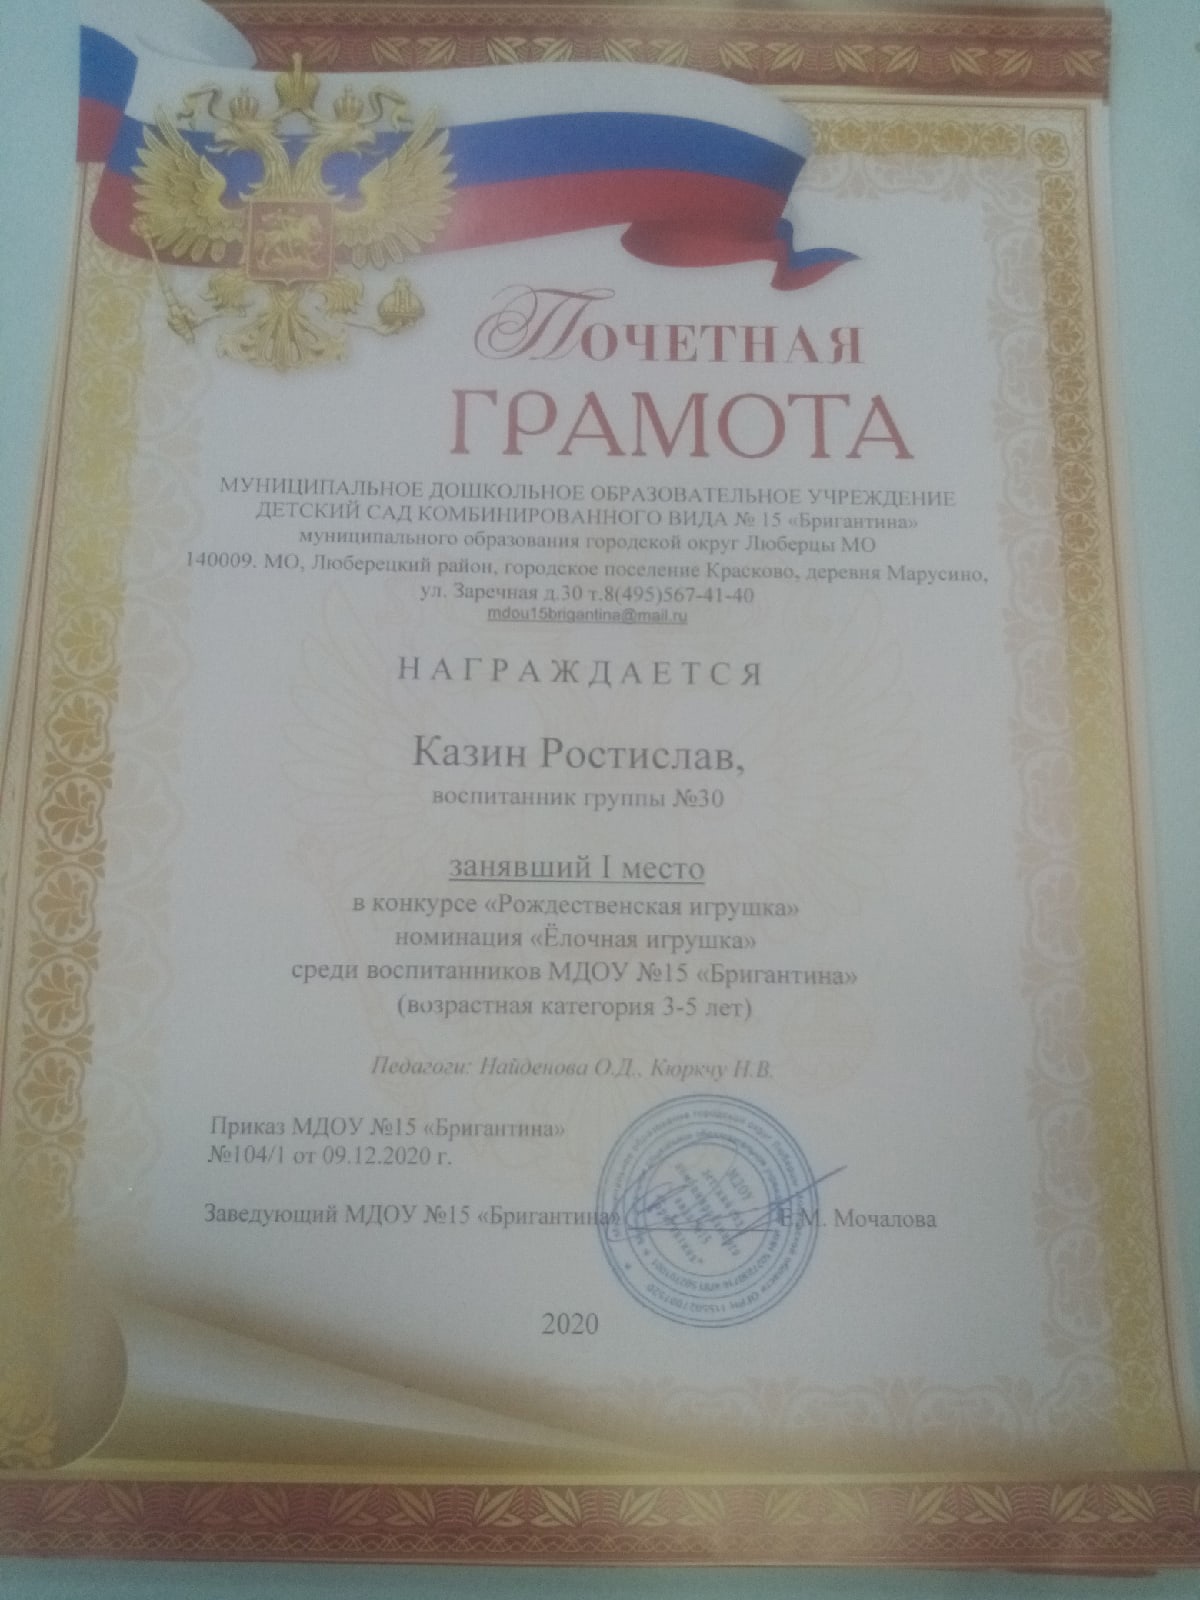 Почетная
ГРАМОТА
МУНИЦИПАЛЬНОЕ ДОШКОЛЬНОЕ ОБРАЗОВАТЕЛЬНОЕ УЧРЕЖДЕНИЕ
ДЕТСКИЙ САД КОМБИНИРОВАННОГО ВИДА № 15 «Бригантина»
муниципального образования городской округ Люберцы МО
140009. МО, Люберецкий район, городское поселение Красково, деревня Марусино,
ул. Заречная д.30 т.8(495)567-41-40
mdou15brigantina@mail.ru
НАГРАЖДАЕТСЯ
Казин Ростислав,
воспитанник группы №30
занявший I место
в конкурсе «Рождественская игрушка»
номинация «Ёлочная игрушка»
среди воспитанников МДОУ №15 «Бригантина»
(возрастная категория 3-5 лет)
Педагоги: Найденова О.Д., Кюркчу Н.В.
Приказ МДОУ №15 «Бригантина»
№104/1 от 09.12.2020 г.
Заведующий МДОУ №15 «Бригантина» Е.М. Мочалова
2020